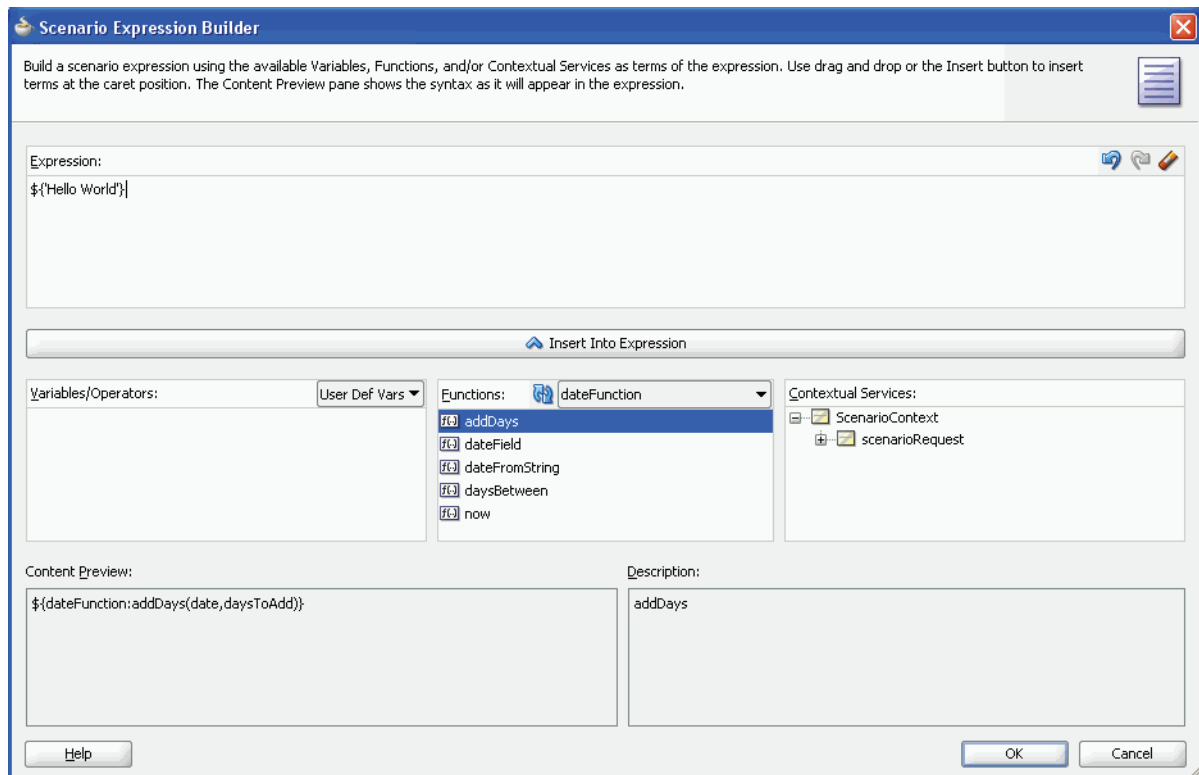 Scenario Expression Builder
Build a scenario expression using the available Variables, Functions, and/or Contextual Services as terms of the expression. Use drag and drop or the Insert button to insert
terms at the caret position. The Content Preview pane shows the syntax as it will appear in the expression.
Expression:
${'Hello World'}
Insert Into Expression
Variables/Operators:
User Def Vars
Functions:
dateFunction
f(.) addDays
f(.) dateField
f(.) dateFromString
f(.) daysBetween
f(.) now
Contextual Services:
ScenarioContext
scenarioRequest
Content Preview:
${dateFunction:addDays(date,daysToAdd)}
Description:
addDays
Help
OK
Cancel